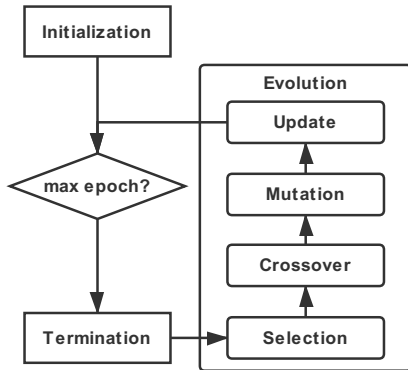 Initialization
Evolution
Update
max epoch?
Mutation
Crossover
Termination
Selection